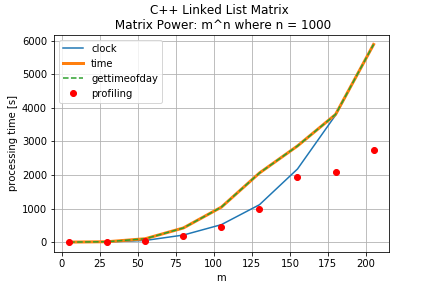 C++ Linked List Matrix
Matrix Power: m^n where n = 1000
6000
5000
4000
3000
2000
1000
0
processing time [s]
clock
time
gettimeofday
profiling
0 25 50 75 100 125 150 175 200
m